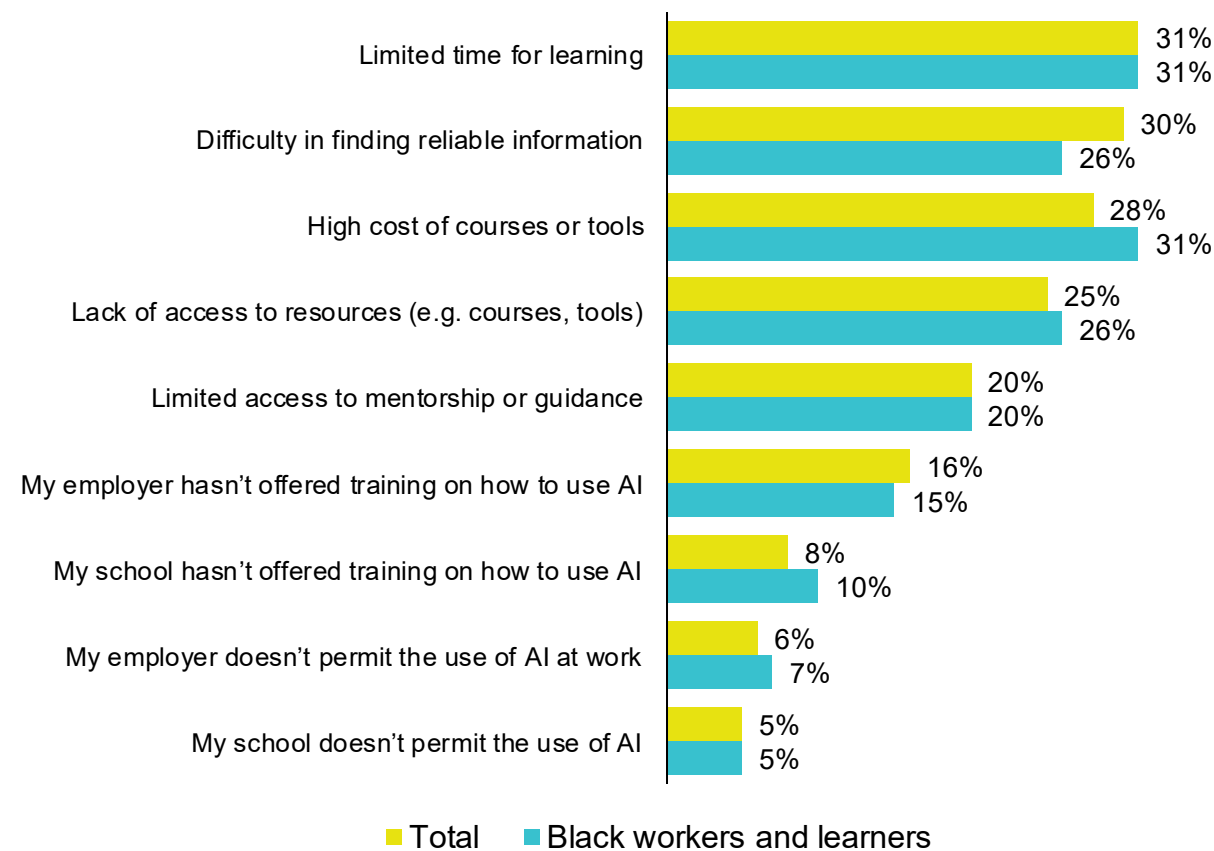 Limited time for learning
31%
31%
Difficulty in finding reliable information
30%
26%
High cost of courses or tools
28%
31%
Lack of access to resources (e.g. courses, tools)
25%
26%
Limited access to mentorship or guidance
20%
20%
My employer hasn’t offered training on how to use AI
16%
15%
My school hasn’t offered training on how to use AI
8%
10%
My employer doesn’t permit the use of AI at work
6%
7%
My school doesn’t permit the use of AI
5%
5%
Total
Black workers and learners